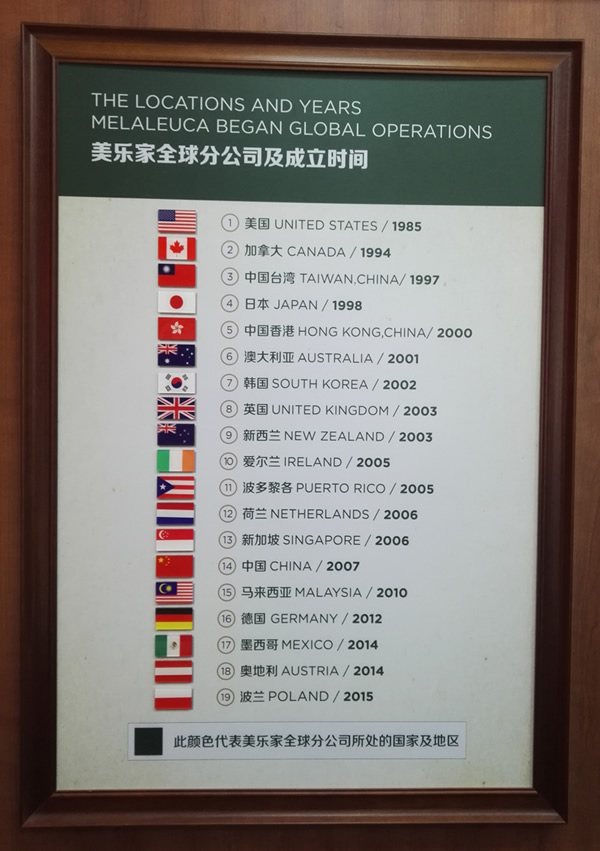 THE LOCATIONS AND YEARS
MELALEUCA BEGAN GLOBAL OPERATIONS
美乐家全球分公司及成立时间
① 美国 UNITED STATES / 1985
② 加拿大 CANADA / 1994
③ 中国台湾 TAIWAN,CHINA/ 1997
④ 日本 JAPAN / 1998
⑤ 中国香港 HONG KONG,CHINA/ 2000
⑥ 澳大利亚 AUSTRALIA / 2001
⑦ 韩国 SOUTH KOREA / 2002
⑧ 英国 UNITED KINGDOM / 2003
⑨ 新西兰 NEW ZEALAND / 2003
⑩ 爱尔兰 IRELAND / 2005
⑪ 波多黎各 PUERTO RICO / 2005
⑫ 荷兰 NETHERLANDS / 2006
⑬ 新加坡 SINGAPORE / 2006
⑭ 中国 CHINA / 2007
⑮ 马来西亚 MALAYSIA / 2010
⑯ 德国 GERMANY / 2012
⑰ 墨西哥 MEXICO / 2014
⑱ 奥地利 AUSTRIA / 2014
⑲ 波兰 POLAND / 2015
此颜色代表美乐家全球分公司所处的国家及地区